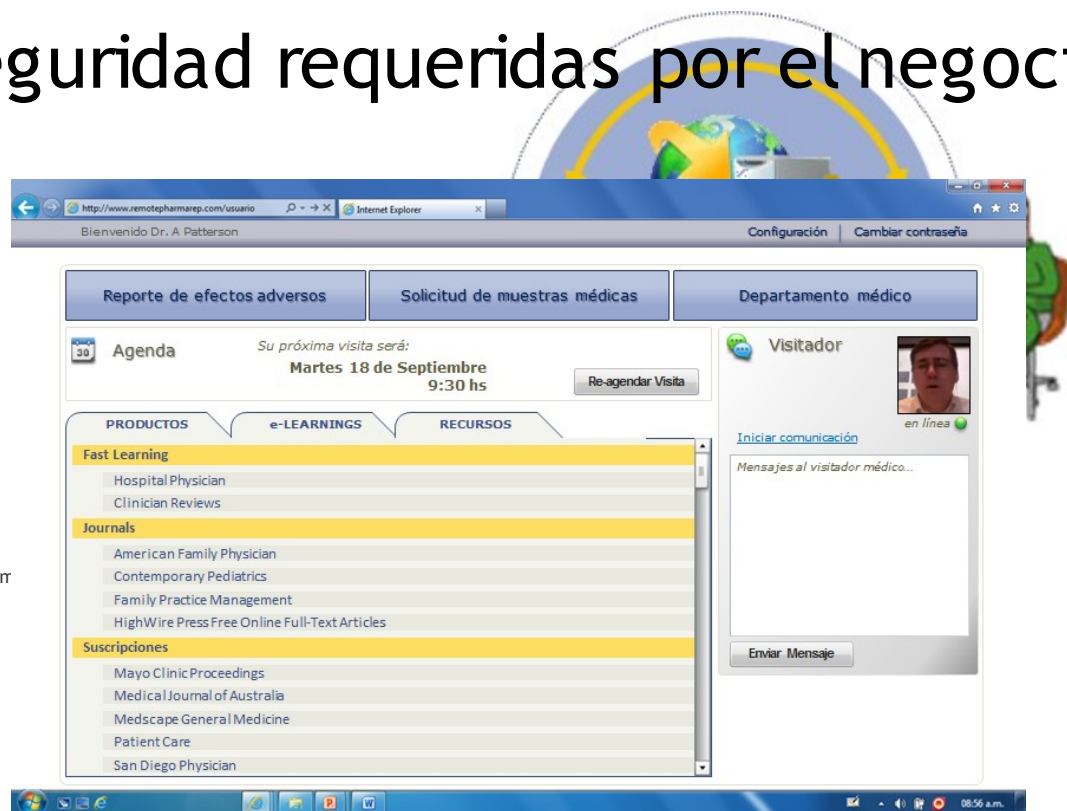 eguridad requeridas por el negoci
http://www.remotepharmarep.com/usuario
Internet Explorer
Bienvenido Dr. A Patterson
Configuración
Cambiar contraseña
Reporte de efectos adversos
Solicitud de muestras médicas
Departamento médico
30
Agenda
Su próxima visita será:
Martes 18 de Septiembre
9:30 hs
Re-agendar Visita
Visitador
en línea
Iniciar comunicación
Mensajes al visitador médico...
Enviar Mensaje
PRODUCTOS
e-LEARNINGS
RECURSOS
Fast Learning
Hospital Physician
Clinician Reviews
Journals
American Family Physician
Contemporary Pediatrics
Family Practice Management
HighWire Press Free Online Full-Text Articles
Suscripciones
Mayo Clinic Proceedings
Medical Journal of Australia
Medscape General Medicine
Patient Care
San Diego Physician
08:56 a.m.